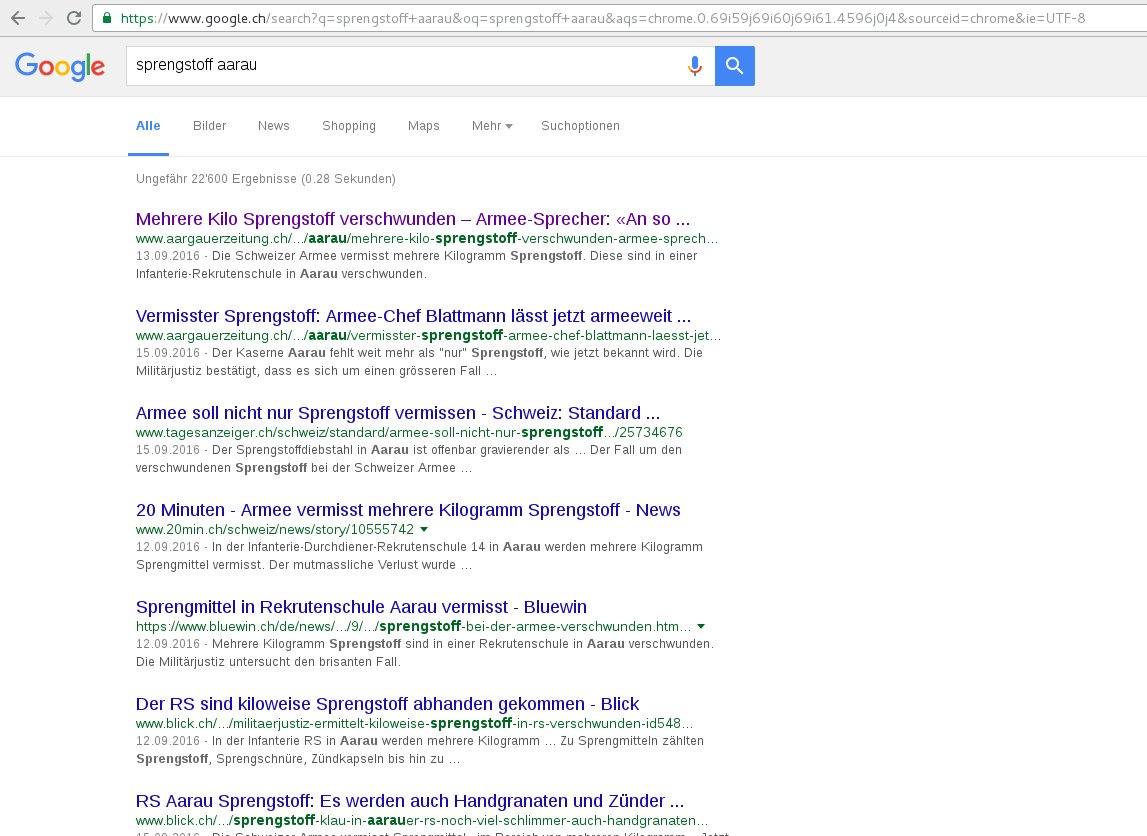 https://www.google.ch/search?q=sprengstoff+aarau&oq=sprengstoff+aarau&aqs=chrome.0.69i59j69i60j69i61.4596j0j4&sourceid=chrome&ie=UTF-8
Google
sprengstoff aarau
Alle Bilder News Shopping Maps Mehr Suchoptionen
Ungefähr 22'600 Ergebnisse (0.28 Sekunden)
Mehrere Kilo Sprengstoff verschwunden – Armee-Sprecher: «An so ...
www.aargauerzeitung.ch/.../aarau/mehrere-kilo-sprengstoff-verschwunden-armee-sprech...
13.09.2016 - Die Schweizer Armee vermisst mehrere Kilogramm Sprengstoff. Diese sind in einer
Infanterie-Rekrutenschule in Aarau verschwunden.
Vermisster Sprengstoff: Armee-Chef Blattmann lässt jetzt armeeweit ...
www.aargauerzeitung.ch/.../aarau/vermisster-sprengstoff-armee-chef-blattmann-laesst-jet...
15.09.2016 - Der Kaserne Aarau fehlt weit mehr als "nur" Sprengstoff, wie jetzt bekannt wird. Die
Militärjustiz bestätigt, dass es sich um einen grösseren Fall ...
Armee soll nicht nur Sprengstoff vermissen - Schweiz: Standard ...
www.tagesanzeiger.ch/schweiz/standard/armee-soll-nicht-nur-sprengstoff.../25734676
15.09.2016 - Der Sprengstoffdiebstahl in Aarau ist offenbar gravierender als ... Der Fall um den
verschwundenen Sprengstoff bei der Schweizer Armee ...
20 Minuten - Armee vermisst mehrere Kilogramm Sprengstoff - News
www.20min.ch/schweiz/news/story/10555742
12.09.2016 - In der Infanterie-Durchdiener-Rekrutenschule 14 in Aarau werden mehrere Kilogramm
Sprengmittel vermisst. Der mutmassliche Verlust wurde ...
Sprengmittel in Rekrutenschule Aarau vermisst - Bluewin
https://www.bluewin.ch/de/news/.../9/.../sprengstoff-bei-der-armee-verschwunden.htm...
12.09.2016 - Mehrere Kilogramm Sprengstoff sind in einer Rekrutenschule in Aarau verschwunden.
Die Militärjustiz untersucht den brisanten Fall.
Der RS sind kiloweise Sprengstoff abhanden gekommen - Blick
www.blick.ch/.../militaerjustiz-ermittelt-kiloweise-sprengstoff-in-rs-verschwunden-id548...
12.09.2016 - In der Infanterie RS in Aarau werden mehrere Kilogramm ... Zu Sprengmitteln zählten
Sprengstoff, Sprengschnüre, Zündkapseln bis hin zu ...
RS Aarau Sprengstoff: Es werden auch Handgranaten und Zünder ...
www.blick.ch/.../sprengstoff-klau-in-aarauer-rs-noch-viel-schlimmer-auch-handgranaten...
15.09.2016 - Die Schweizer Armee vermisst Sprengmittel